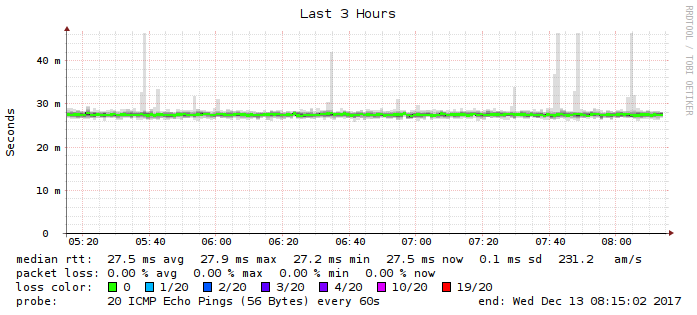 Last 3 Hours
RRDTOOL / TOBI OETIKER
Seconds
40 m
30 m
20 m
10 m
0
05:20 05:40 06:00 06:20 06:40 07:00 07:20 07:40 08:00
median rtt: 27.5 ms avg 27.9 ms max 27.2 ms min 27.5 ms now 0.1 ms sd 231.2 am/s
packet loss: 0.00 % avg 0.00 % max 0.00 % min 0.00 % now
loss color: 0 1/20 2/20 3/20 4/20 10/20 19/20
probe: 20 ICMP Echo Pings (56 Bytes) every 60s end: Wed Dec 13 08:15:02 2017